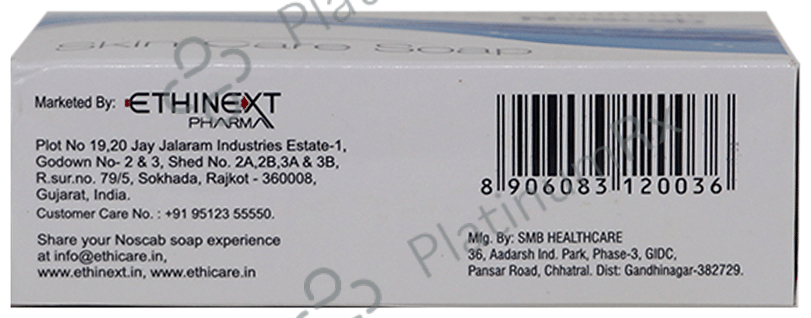 Skin Care Soap
Marketed By: ETHINEXT
PHARMA
Plot No 19,20 Jay Jalaram Industries Estate-1,
Godown No- 2 & 3, Shed No. 2A,2B,3A & 3B,
R.sur.no. 79/5, Sokhada, Rajkot - 360008,
Gujarat, India.
Customer Care No. : +91 95123 55550.
Share your Noscab soap experience
at info@ethicare.in,
www.ethinext.in, www.ethicare.in
8 906083 120036
Mfg. By: SMB HEALTHCARE
36, Aadarsh Ind. Park, Phase-3, GIDC,
Pansar Road, Chhatral. Dist: Gandhinagar-382729.
PlatinumRx